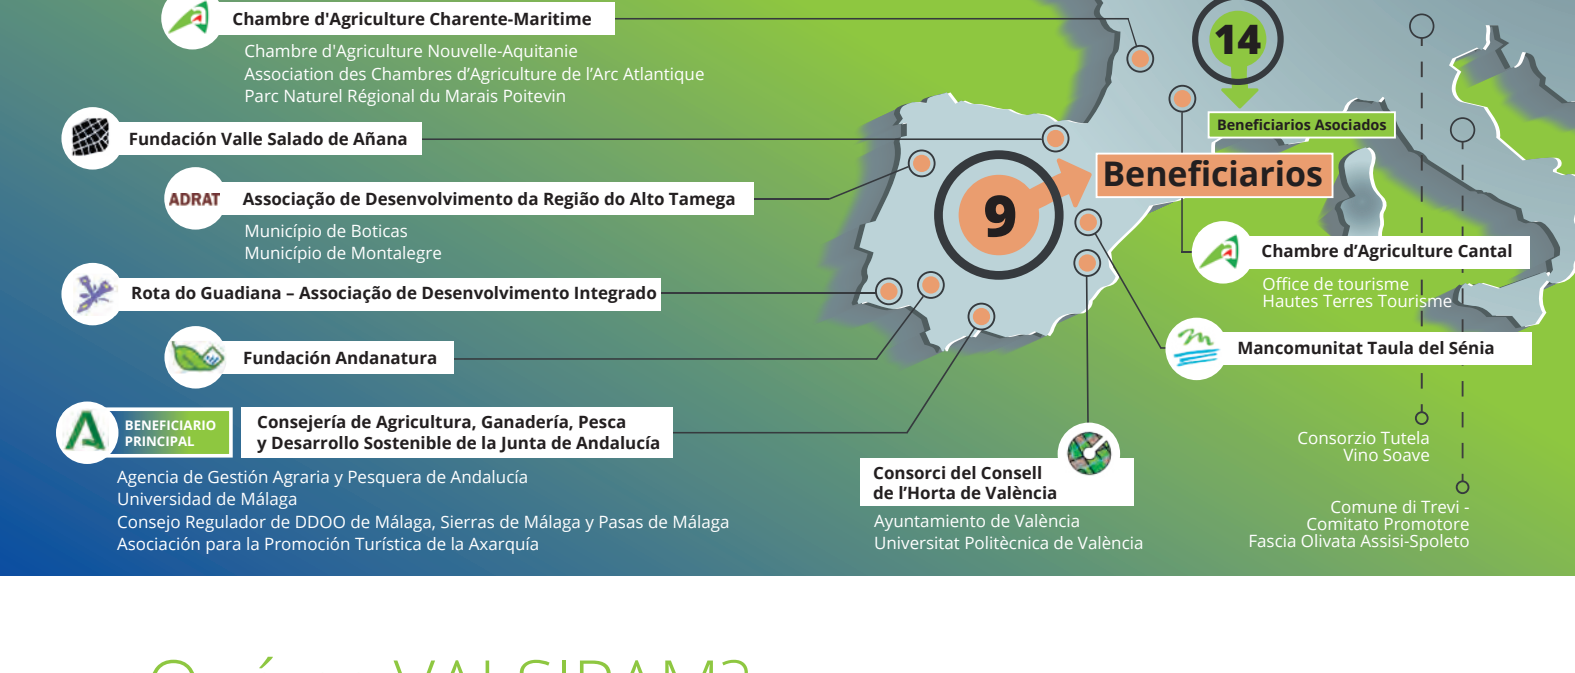 Chambre d'Agriculture Charente-Maritime
Chambre d'Agriculture Nouvelle-Aquitanie
Association des Chambres d'Agriculture de l'Arc Atlantique
Parc Naturel Régional du Marais Poitevin
14
Beneficiarios Asociados
Fundación Valle Salado de Añana
9
Beneficiarios
ADRAT
Associação de Desenvolvimento da Região do Alto Tamega
Município de Boticas
Município de Montalegre
Chambre d'Agriculture Cantal
Office de tourisme
Hautes Terres Tourisme
Rota do Guadiana – Associação de Desenvolvimento Integrado
Mancomunitat Taula del Sénia
Fundación Andanatura
BENEFICIARIO
PRINCIPAL
Consejería de Agricultura, Ganadería, Pesca
y Desarrollo Sostenible de la Junta de Andalucía
Agencia de Gestión Agraria y Pesquera de Andalucía
Universidad de Málaga
Consejo Regulador de DDOO de Málaga, Sierras de Málaga y Pasas de Málaga
Asociación para la Promoción Turística de la Axarquía
Consorci del Consell
de l'Horta de València
Ayuntamiento de València
Universitat Politècnica de València
Consorzio Tutela
Vino Soave
Comune di Trevi -
Comitato Promotore
Fascia Olivata Assisi-Spoleto